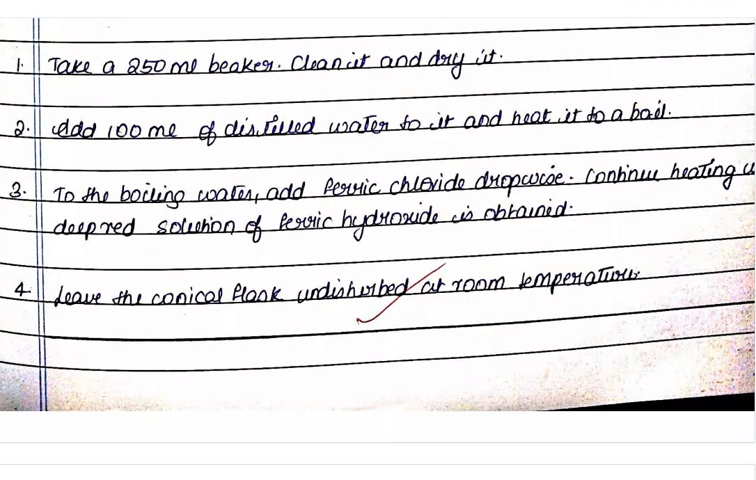 1. Take a 250 ml beaker. Clean it and dry it.
2. Add 100 ml of distilled water to it and heat it to a boil.
3. To the boiling water, add ferric chloride dropwise. Continue heating
deep red solution of ferric hydroxide is obtained.
4. Leave the conical flask undisturbed at room temperature.